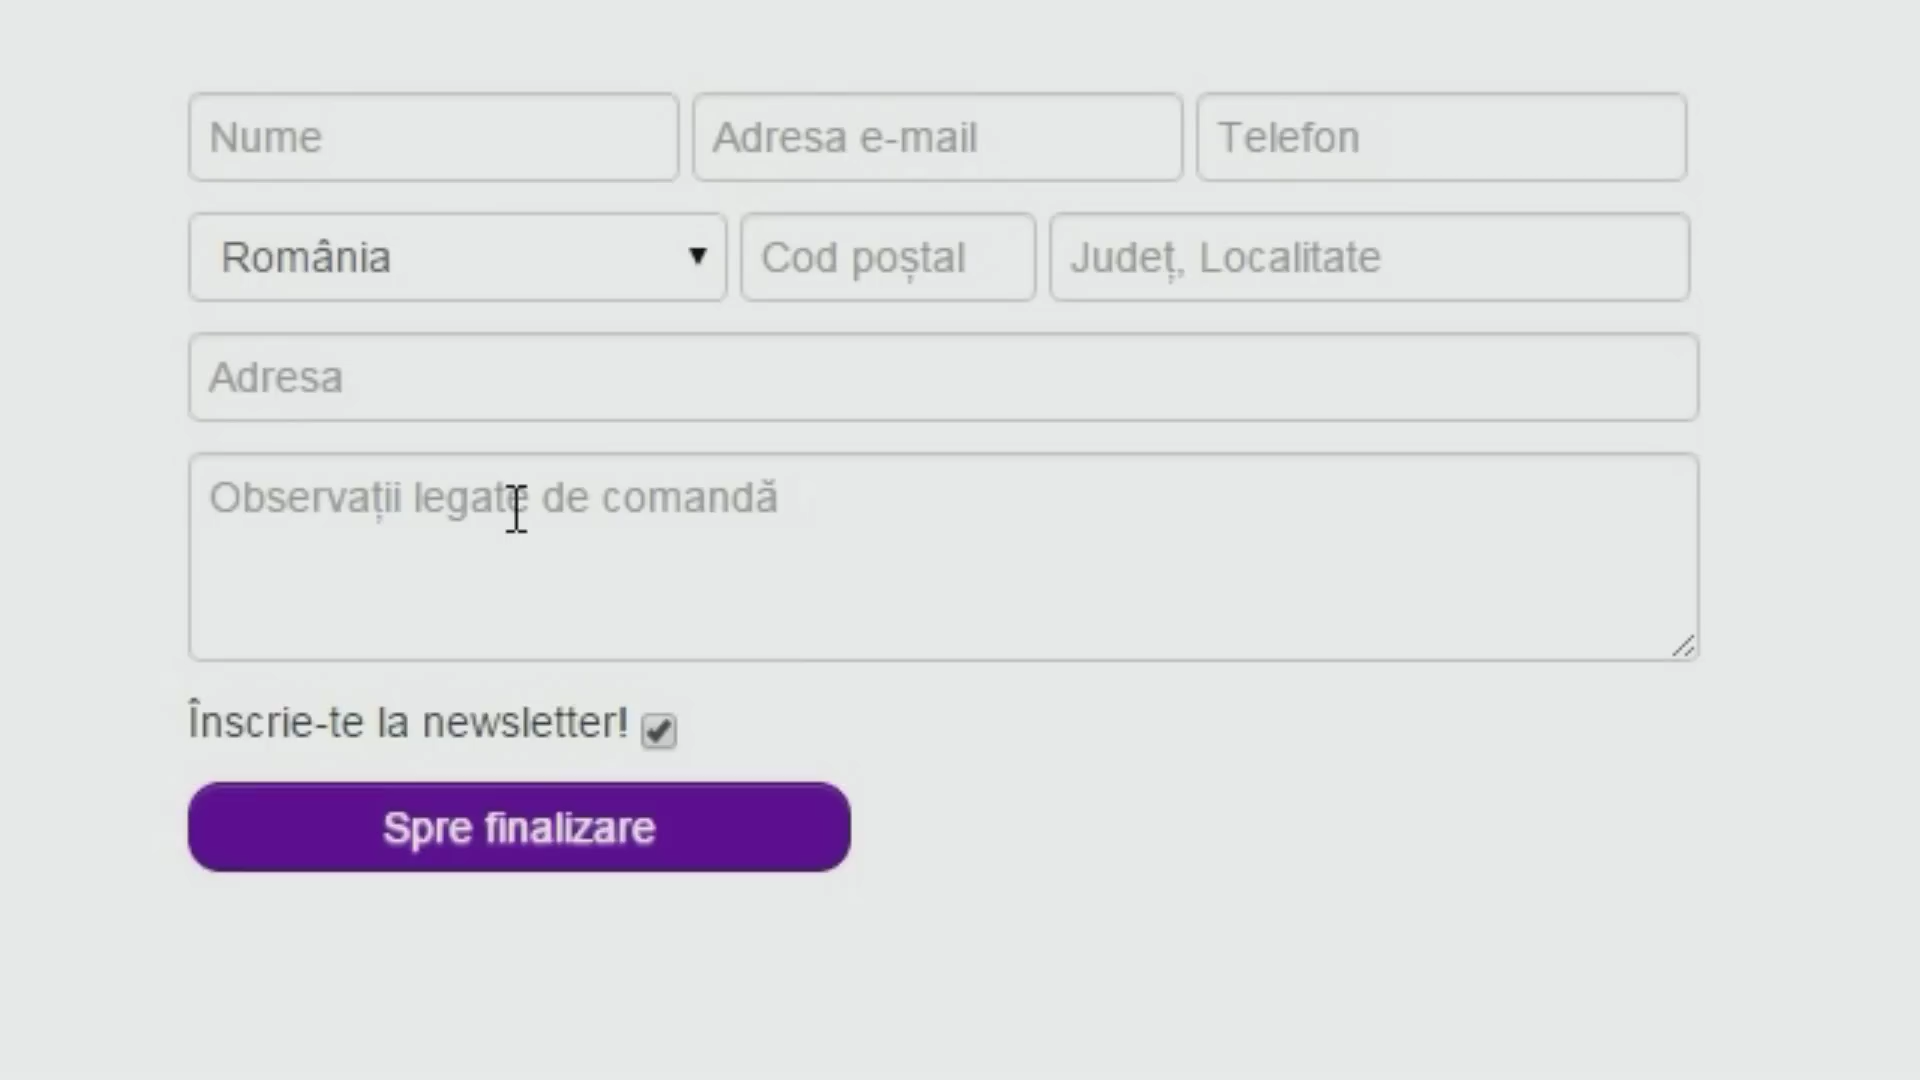 Nume Adresa e-mail Telefon
România Cod poștal Județ, Localitate
Adresa
Observații legate de comandă
Înscrie-te la newsletter!
Spre finalizare